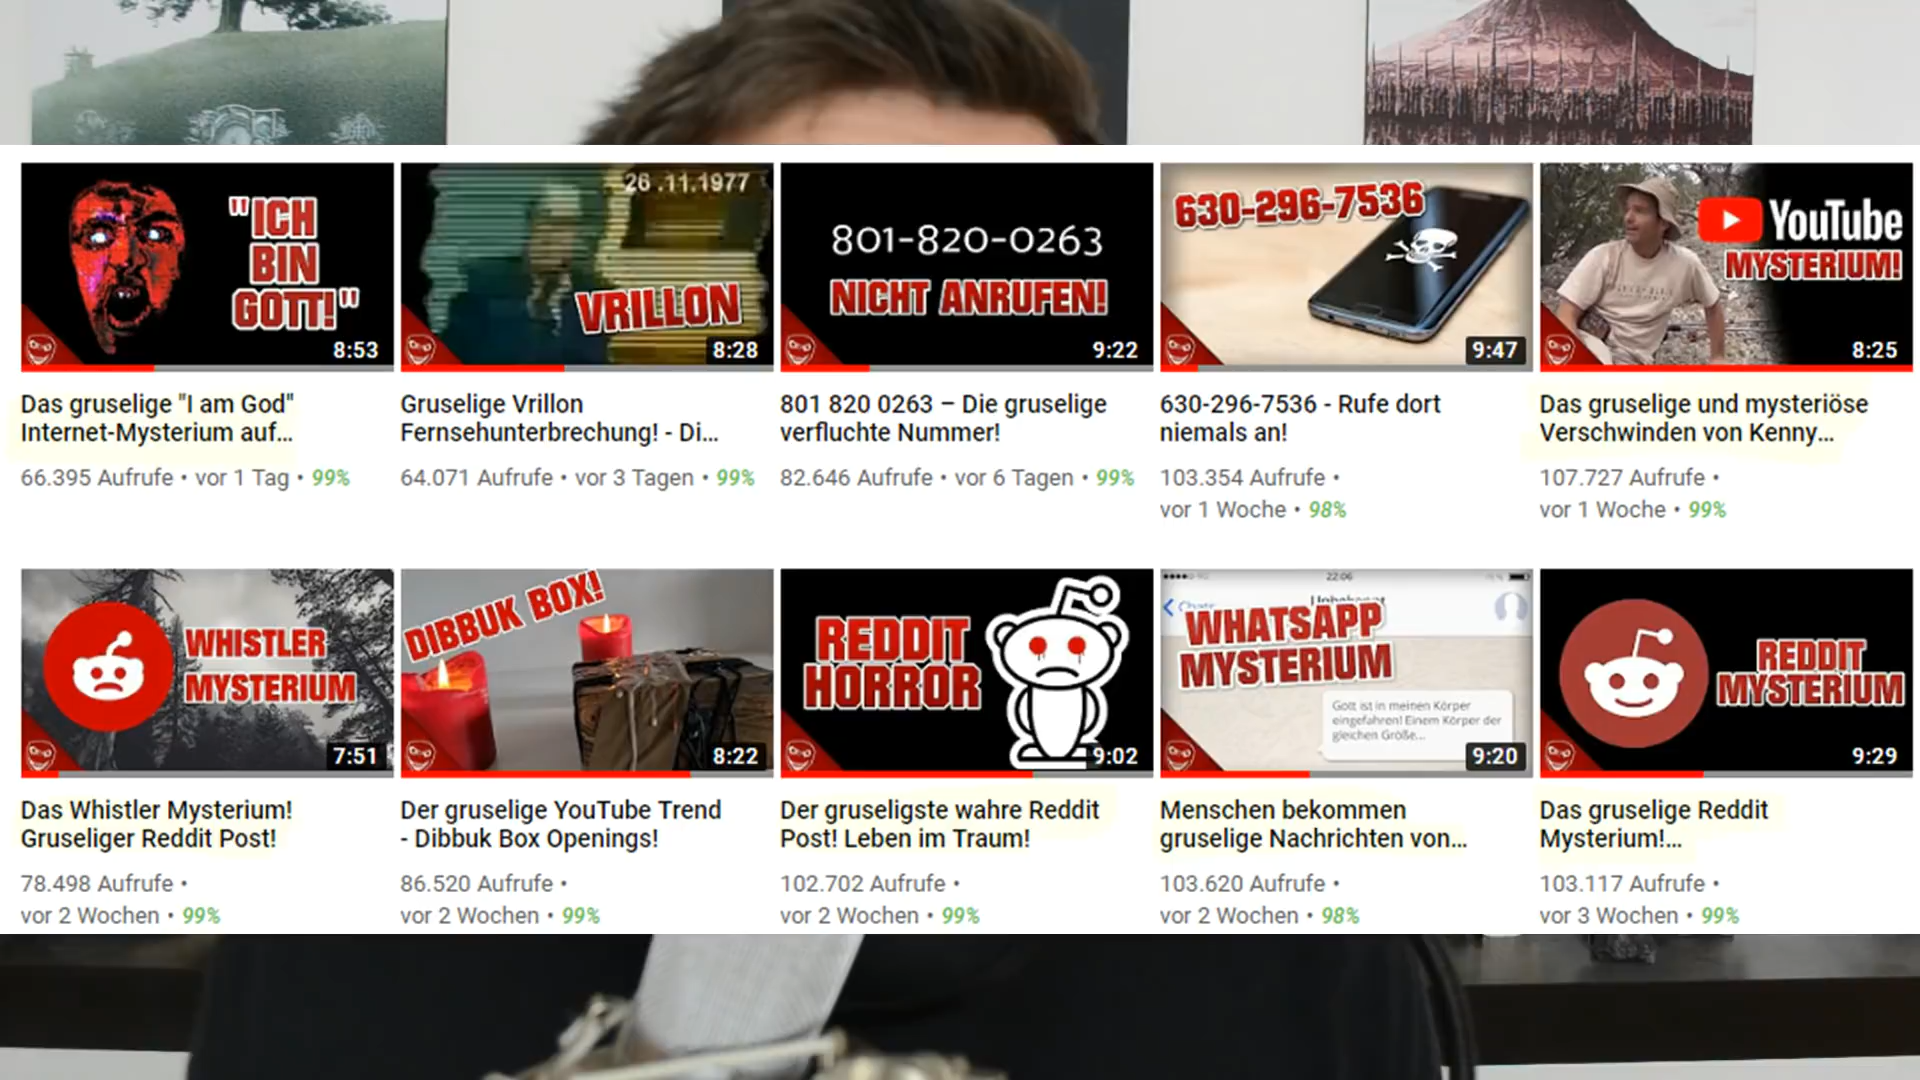 "ICH
BIN
GOTT!"
8:53
26.11.1977
VRILLON
8:28
801-820-0263
NICHT ANRUFEN!
9:22
630-296-7536
9:47
YouTube
MYSTERIUM!
8:25
Das gruselige "I am God"
Internet-Mysterium auf...
66.395 Aufrufe • vor 1 Tag • 99%
Gruselige Vrillon
Fernsehunterbrechung! - Di...
64.071 Aufrufe • vor 3 Tagen • 99%
801 820 0263 – Die gruselige
verfluchte Nummer!
82.646 Aufrufe • vor 6 Tagen • 99%
630-296-7536 - Rufe dort
niemals an!
103.354 Aufrufe •
vor 1 Woche • 98%
Das gruselige und mysteriöse
Verschwinden von Kenny...
107.727 Aufrufe •
vor 1 Woche • 99%
WHISTLER
MYSTERIUM
7:51
DIBBUK BOX!
8:22
REDDIT
HORROR
9:02
22:06
WHATSAPP
MYSTERIUM
Gott ist in meinen Körper
eingefahren! Einem Körper der
gleichen Größe...
9:20
REDDIT
MYSTERIUM
9:29
Das Whistler Mysterium!
Gruseliger Reddit Post!
78.498 Aufrufe •
vor 2 Wochen • 99%
Der gruselige YouTube Trend
- Dibbuk Box Openings!
86.520 Aufrufe •
vor 2 Wochen • 99%
Der gruseligste wahre Reddit
Post! Leben im Traum!
102.702 Aufrufe •
vor 2 Wochen • 99%
Menschen bekommen
gruselige Nachrichten von...
103.620 Aufrufe •
vor 2 Wochen • 98%
Das gruselige Reddit
Mysterium!...
103.117 Aufrufe •
vor 3 Wochen • 99%